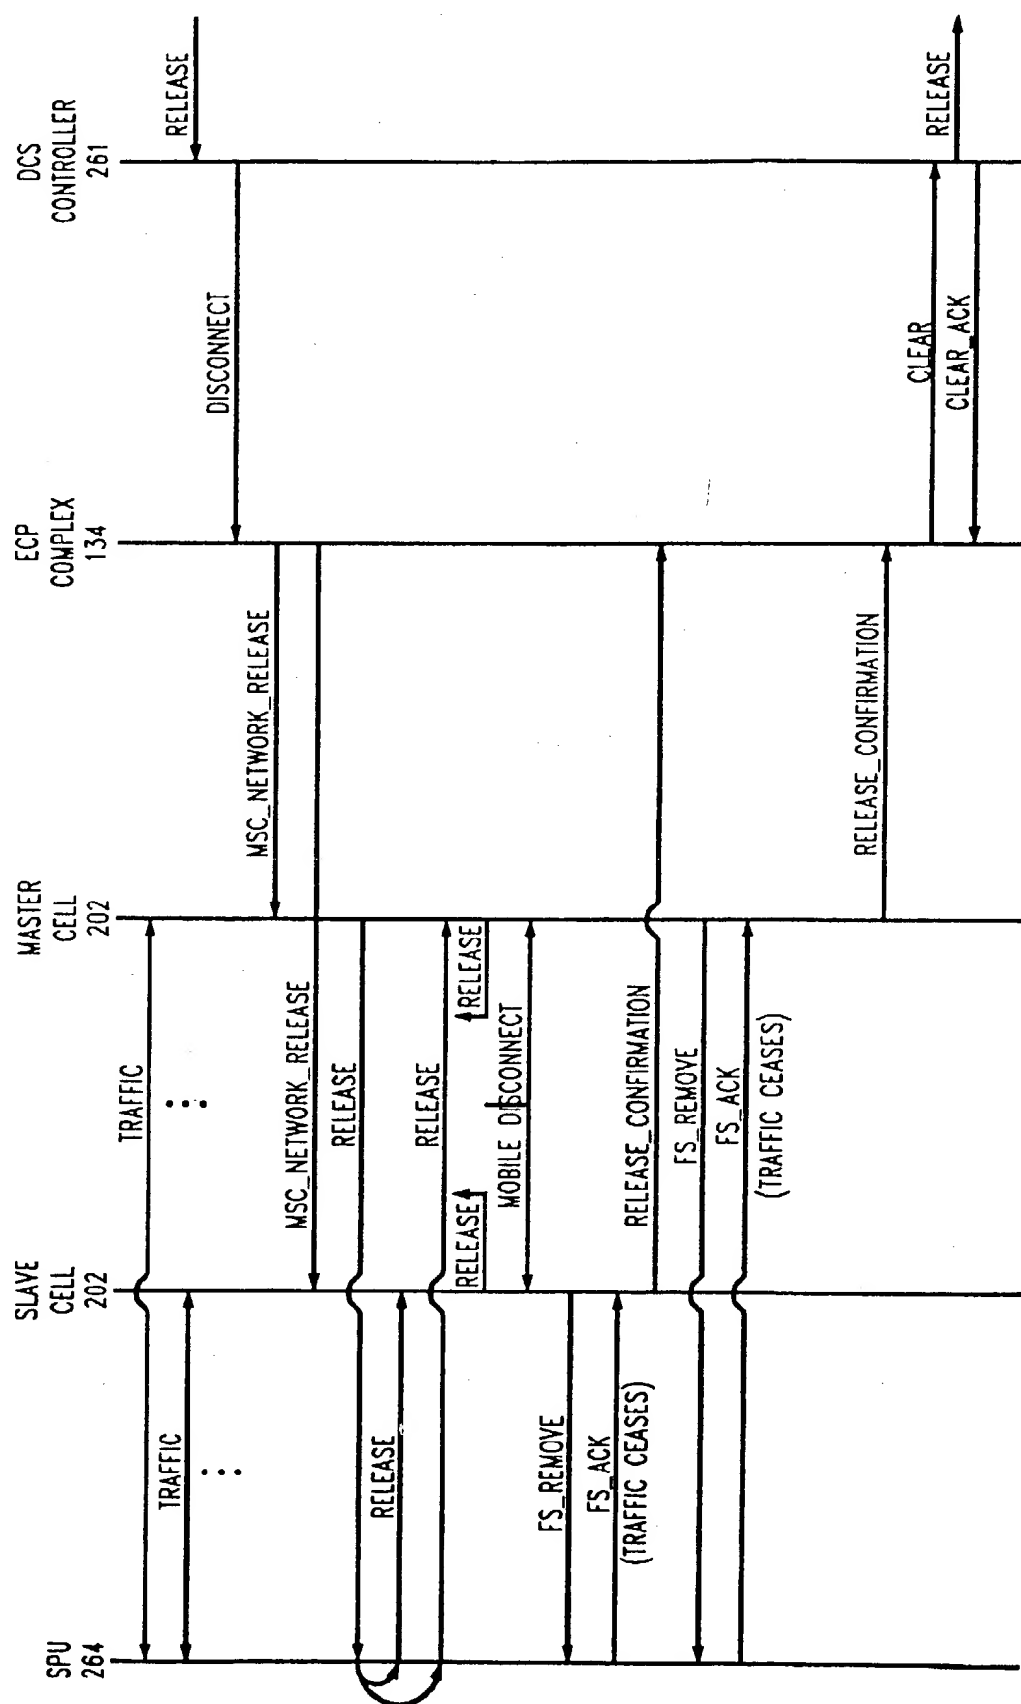 SPU
264
SLAVE
CELL
202
MASTER
CELL
202
ECP
COMPLEX
134
DCS
CONTROLLER
261
TRAFFIC
TRAFFIC
RELEASE
DISCONNECT
MSC_NETWORK_RELEASE
MSC_NETWORK_RELEASE
RELEASE
RELEASE
RELEASE
RELEASE
RELEASE
MOBILE DISCONNECT
FS_REMOVE
FS_ACK
(TRAFFIC CEASES)
RELEASE_CONFIRMATION
FS_REMOVE
FS_ACK
(TRAFFIC CEASES)
RELEASE_CONFIRMATION
CLEAR
RELEASE
CLEAR_ACK